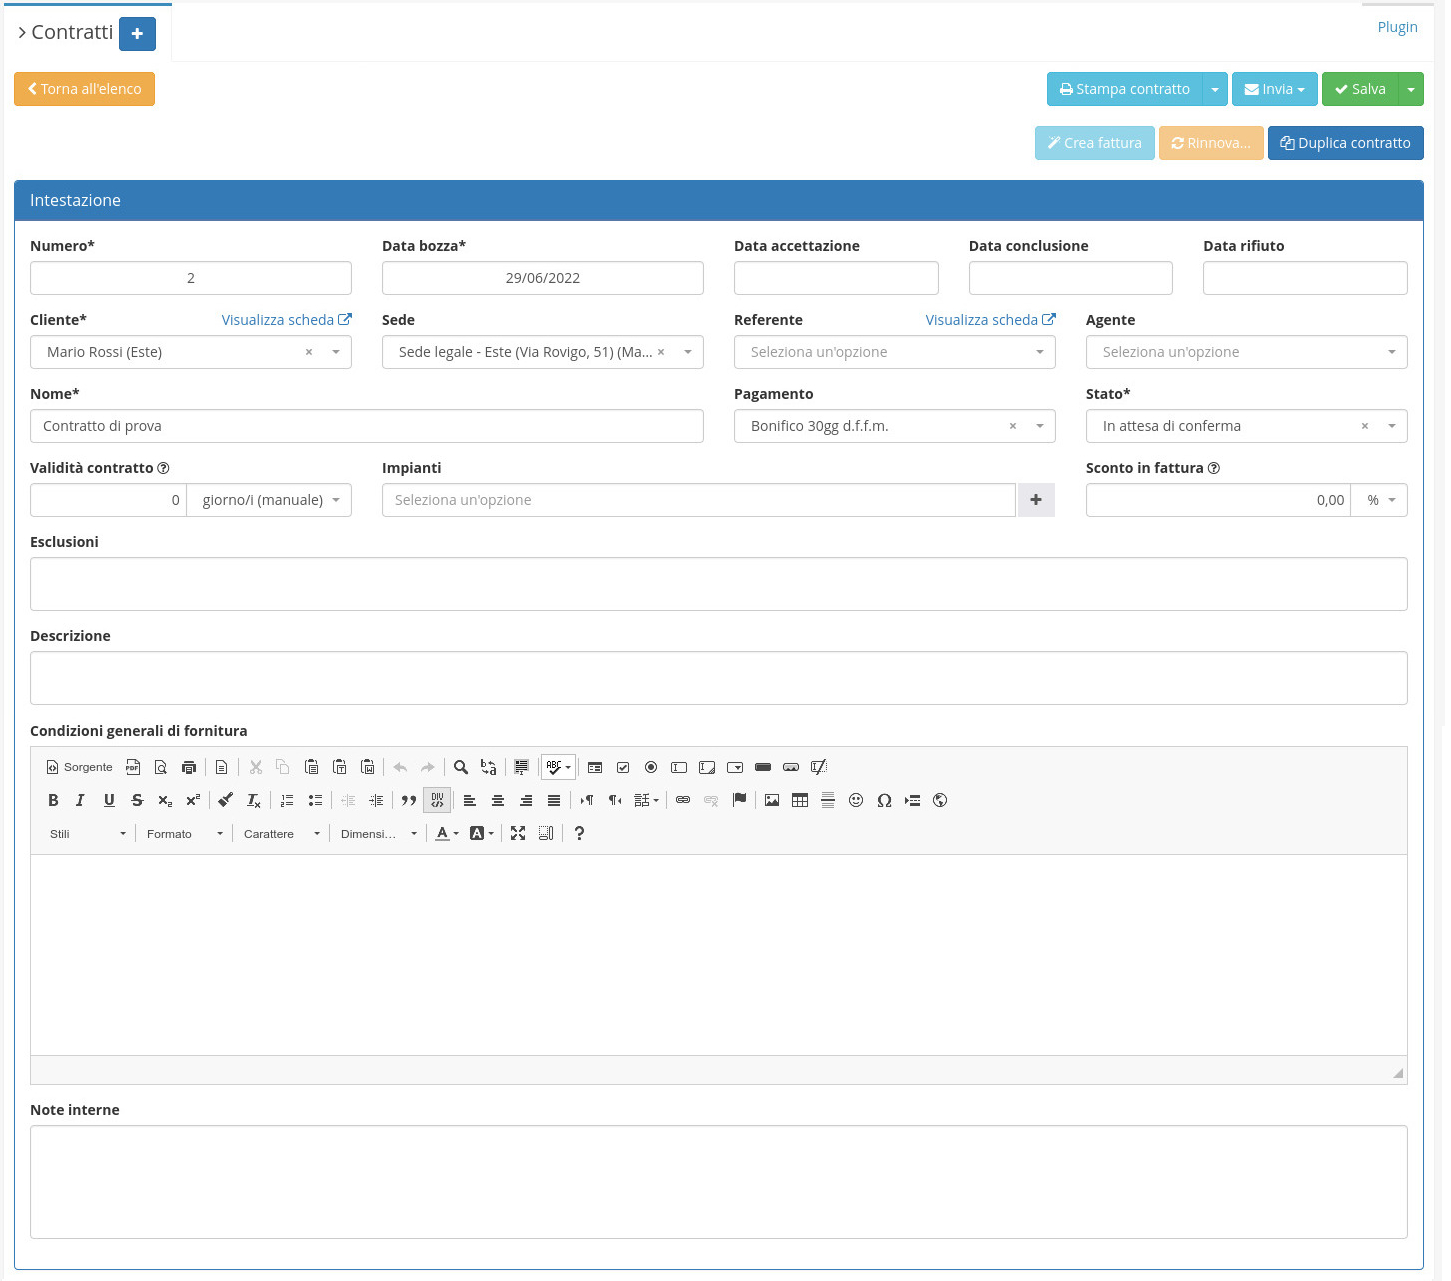 Contratti
Plugin
Torna all'elenco
Stampa contratto
Invia
Salva
Crea fattura
Rinnova...
Duplica contratto
Intestazione
Numero* Data bozza* Data accettazione Data conclusione Data rifiuto
2 29/06/2022
Cliente* Visualizza scheda Sede Referente Visualizza scheda Agente
Mario Rossi (Este) × Sede legale - Este (Via Rovigo, 51) (Ma... × Seleziona un'opzione Seleziona un'opzione
Nome* Pagamento Stato*
Contratto di prova Bonifico 30gg d.f.f.m. × In attesa di conferma ×
Validità contratto Impianti Sconto in fattura
0 giorno/i (manuale) Seleziona un'opzione 0,00 %
Esclusioni
Descrizione
Condizioni generali di fornitura
Sorgente
Stili Formato Carattere Dimensi...
Note interne